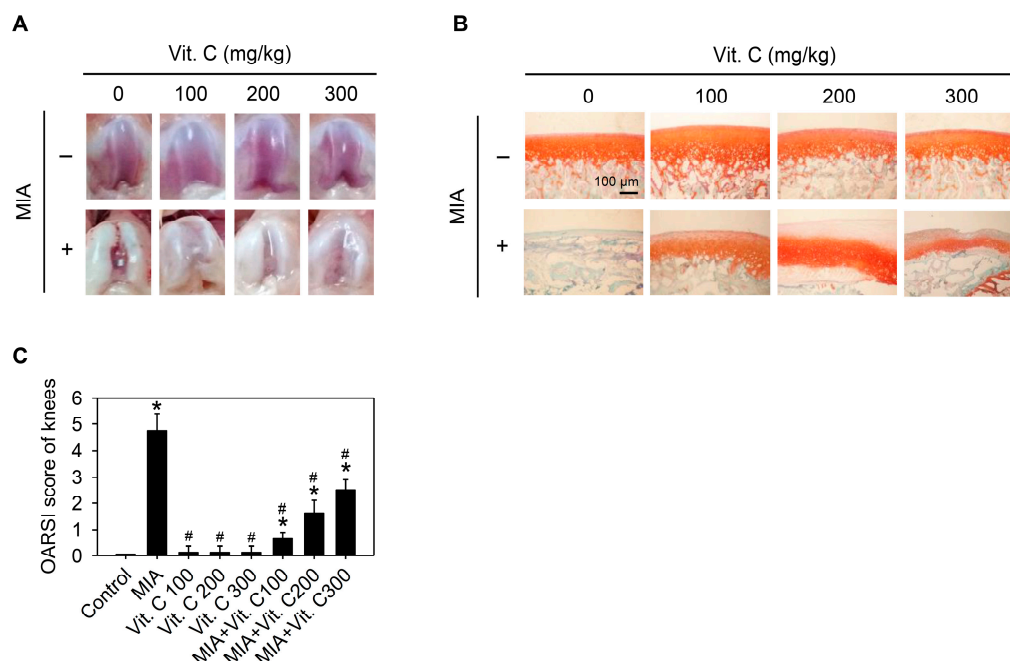 A
Vit. C (mg/kg)
0 100 200 300
MIA
−
+
B
Vit. C (mg/kg)
0 100 200 300
MIA
−
100 µm
+
C
OARSI score of knees
6
5
4
3
2
1
0
*
# # #
#
*
#
*
#
*
Control
MIA
Vit. C 100
Vit. C 200
Vit. C 300
MIA+Vit. C100
MIA+Vit. C200
MIA+Vit. C300